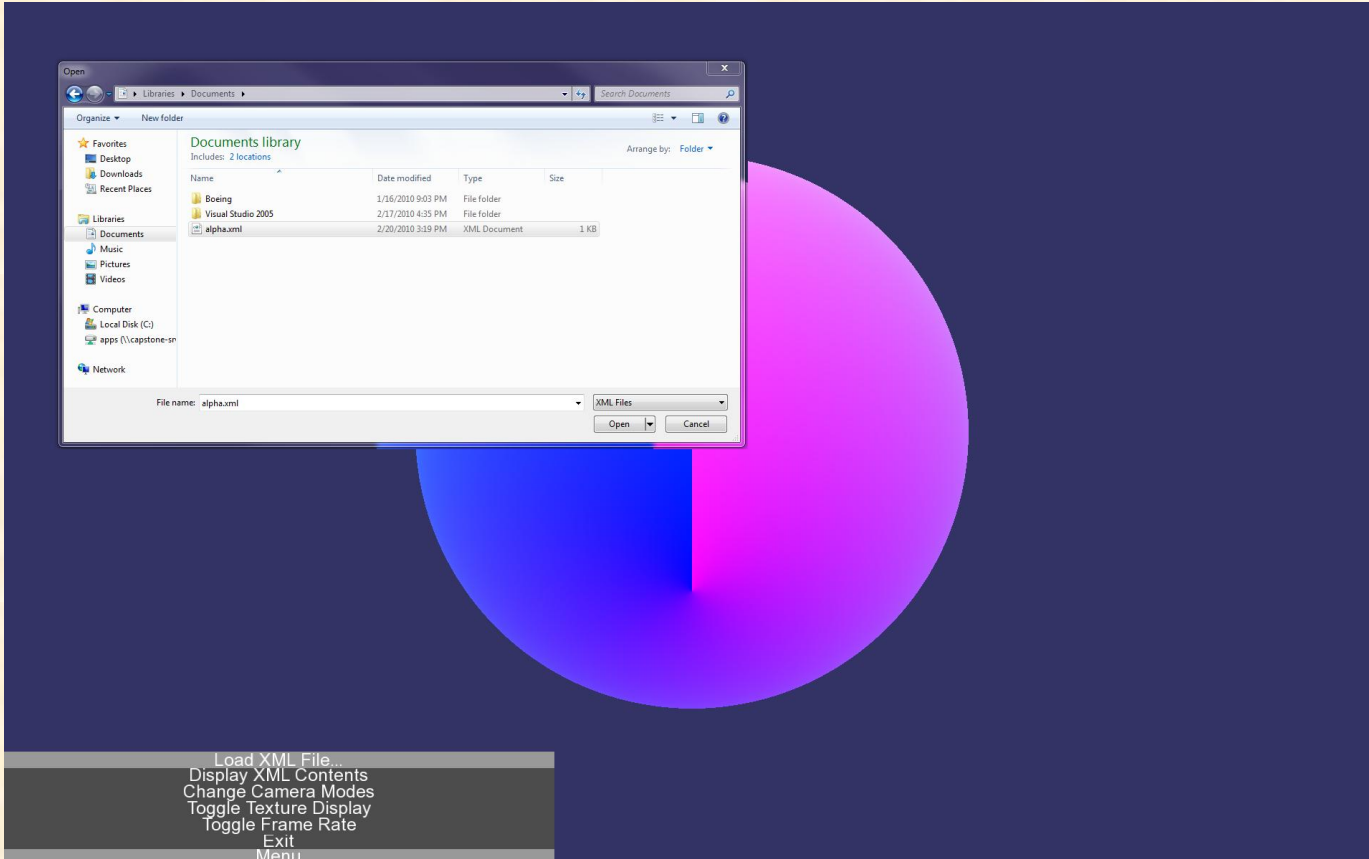 Open
Libraries Documents
Search Documents
Organize New folder
Favorites
Desktop
Downloads
Recent Places
Libraries
Documents
Music
Pictures
Videos
Computer
Local Disk (C:)
apps (\\capstone-srv
Network
Documents library
Includes: 2 locations
Arrange by: Folder
Name Date modified Type Size
Boeing 1/16/2010 9:03 PM File folder
Visual Studio 2005 2/17/2010 4:35 PM File folder
alpha.xml 2/20/2010 3:19 PM XML Document 1 KB
File name: alpha.xml XML Files
Open Cancel
Load XML File...
Display XML Contents
Change Camera Modes
Toggle Texture Display
Toggle Frame Rate
Exit
Menu